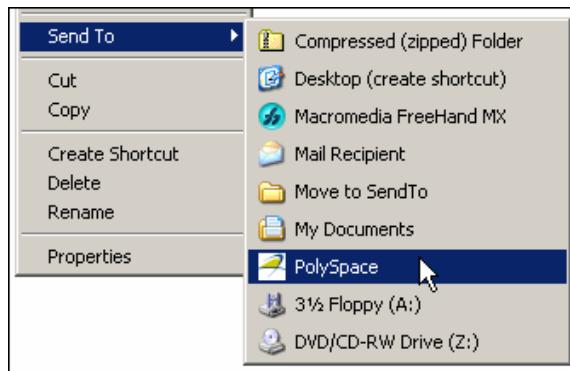 Send To
Cut
Copy
Create Shortcut
Delete
Rename
Properties
Compressed (zipped) Folder
Desktop (create shortcut)
Macromedia FreeHand MX
Mail Recipient
Move to SendTo
My Documents
PolySpace
3½ Floppy (A:)
DVD/CD-RW Drive (Z:)